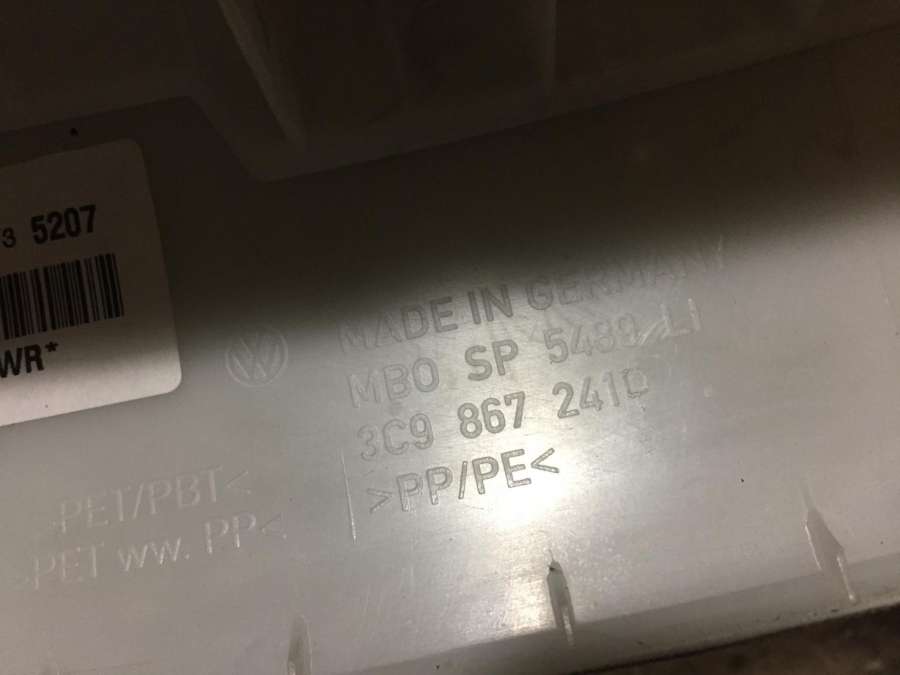 3 5207
WR*
MADE IN GERMANY
MBO SP 5489/LI
3C9 867 241D
>PP/PE<
>PET/PBT<
>PET ww. PP<